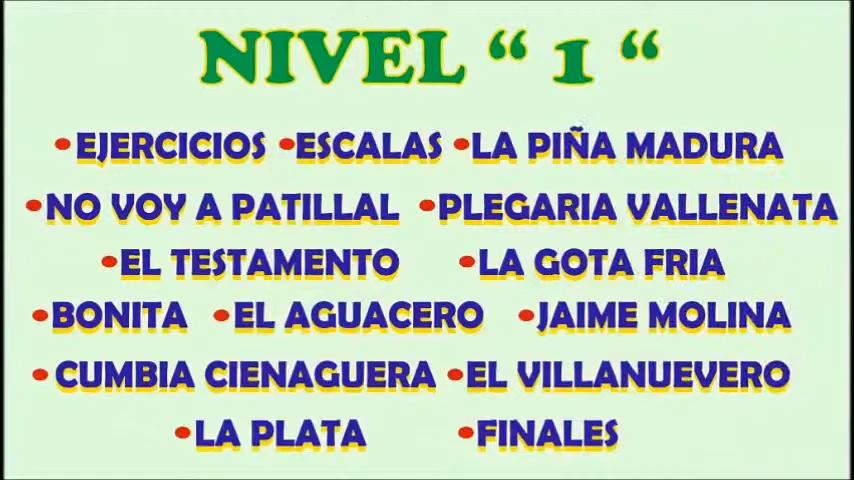 NIVEL “ 1 “
•EJERCICIOS •ESCALAS •LA PIÑA MADURA
•NO VOY A PATILLAL •PLEGARIA VALLENATA
•EL TESTAMENTO •LA GOTA FRIA
•BONITA •EL AGUACERO •JAIME MOLINA
•CUMBIA CIENAGUERA •EL VILLANUEVERO
•LA PLATA •FINALES